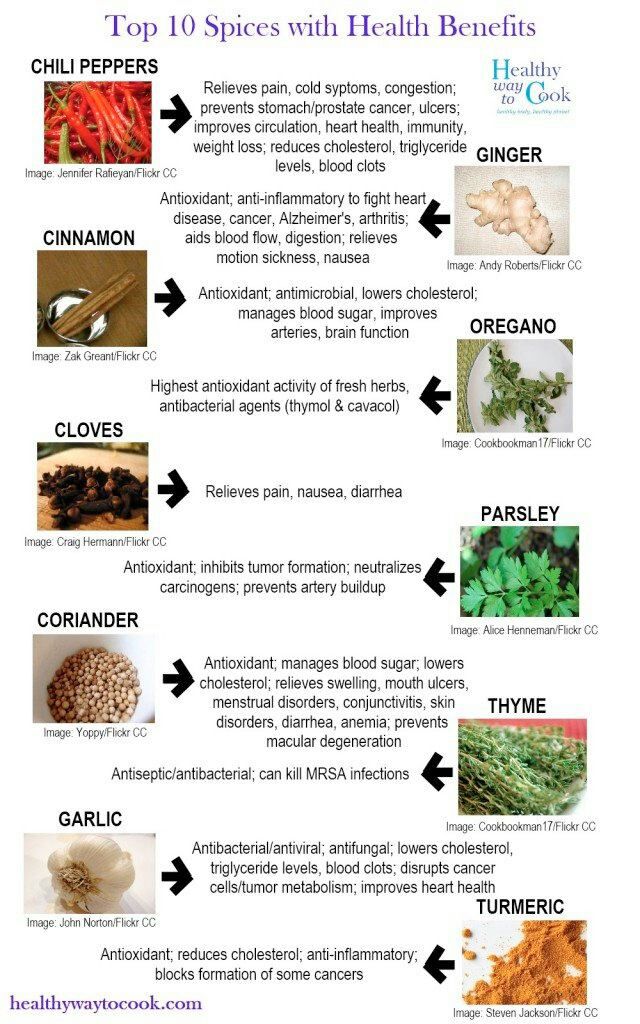 Top 10 Spices with Health Benefits
Healthy
way
to Cook
healthy body, healthy planet
CHILI PEPPERS
Image: Jennifer Rafieyan/Flickr CC
Relieves pain, cold syptoms, congestion;
prevents stomach/prostate cancer, ulcers;
improves circulation, heart health, immunity,
weight loss; reduces cholesterol, triglyceride
levels, blood clots
GINGER
Image: Andy Roberts/Flickr CC
Antioxidant; anti-inflammatory to fight heart
disease, cancer, Alzheimer's, arthritis;
aids blood flow, digestion; relieves
motion sickness, nausea
CINNAMON
Image: Zak Greant/Flickr CC
Antioxidant; antimicrobial, lowers cholesterol;
manages blood sugar, improves
arteries, brain function
OREGANO
Image: Cookbookman17/Flickr CC
Highest antioxidant activity of fresh herbs,
antibacterial agents (thymol & cavacol)
CLOVES
Image: Craig Hermann/Flickr CC
Relieves pain, nausea, diarrhea
PARSLEY
Image: Alice Henneman/Flickr CC
Antioxidant; inhibits tumor formation; neutralizes
carcinogens; prevents artery buildup
CORIANDER
Image: Yoppy/Flickr CC
Antioxidant; manages blood sugar; lowers
cholesterol; relieves swelling, mouth ulcers,
menstrual disorders, conjunctivitis, skin
disorders, diarrhea, anemia; prevents
macular degeneration
THYME
Image: Cookbookman17/Flickr CC
Antiseptic/antibacterial; can kill MRSA infections
GARLIC
Image: John Norton/Flickr CC
Antibacterial/antiviral; antifungal; lowers cholesterol,
triglyceride levels, blood clots; disrupts cancer
cells/tumor metabolism; improves heart health
TURMERIC
Image: Steven Jackson/Flickr CC
Antioxidant; reduces cholesterol; anti-inflammatory;
blocks formation of some cancers
healthywaytocook.com